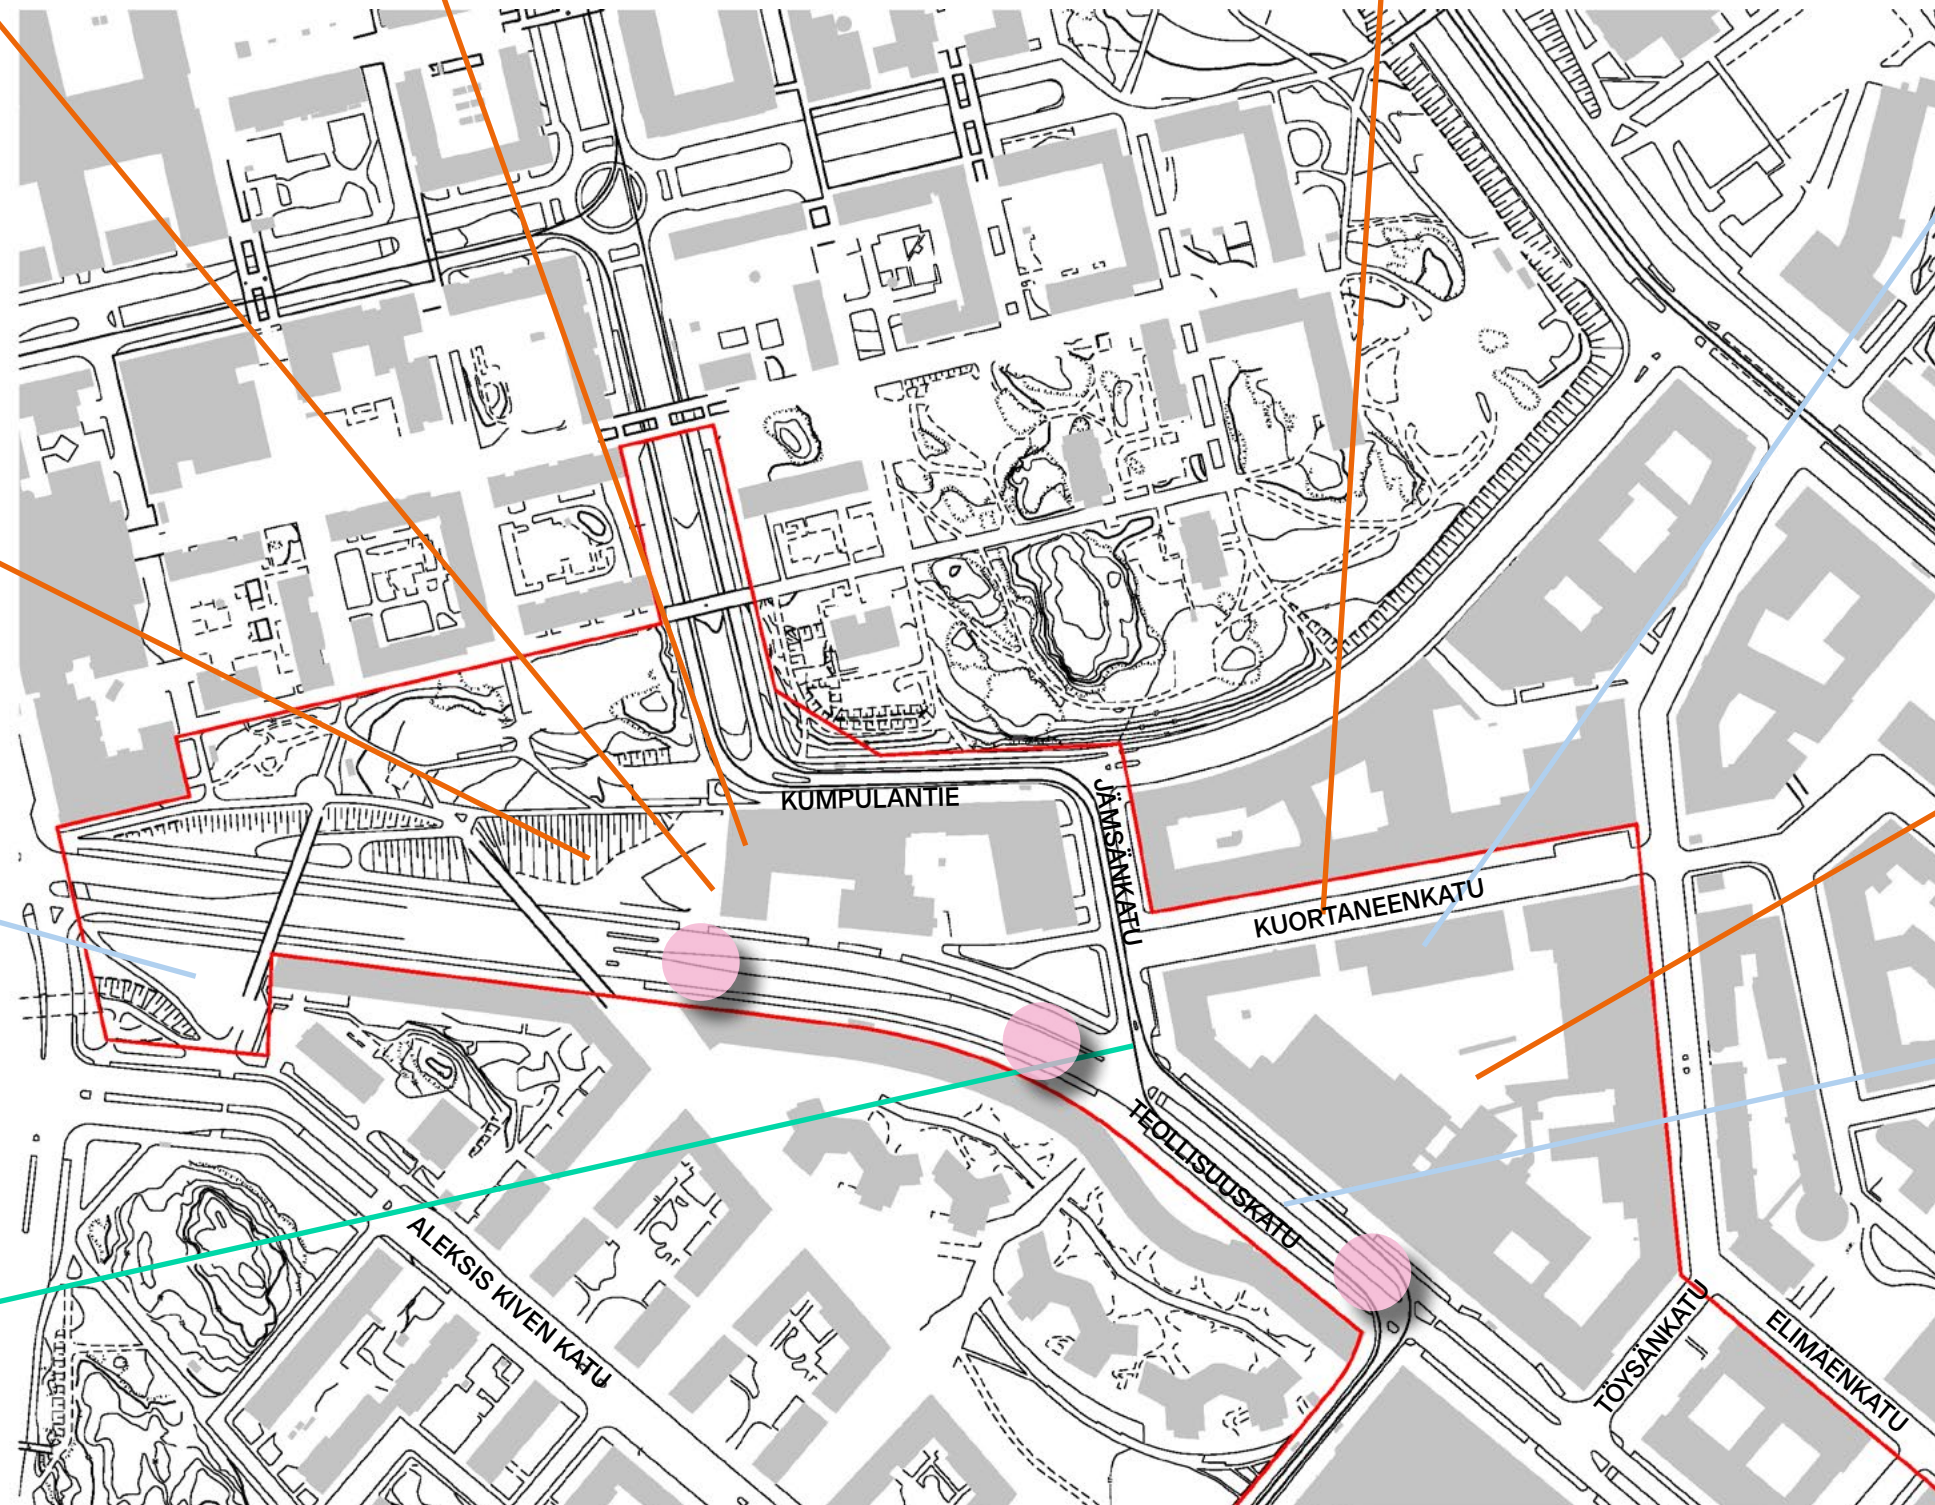 KUMPULANTIE
JÄMSÄNKATU
KUORTANEENKATU
TEOLLISUUSKATU
ALEKSIS KIVEN KATU
TÖYSÄNKATU
ELIMÄENKATU